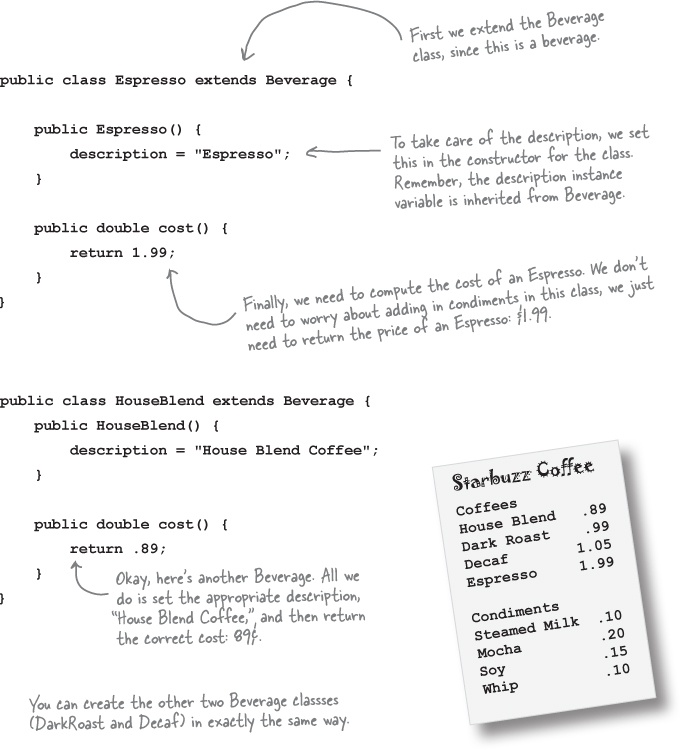 First we extend the Beverage
class, since this is a beverage.
public class Espresso extends Beverage {
public Espresso() {
description = "Espresso";
}
To take care of the description, we set
this in the constructor for the class.
Remember, the description instance
variable is inherited from Beverage.
public double cost() {
return 1.99;
}
}
Finally, we need to compute the cost of an Espresso. We don't
need to worry about adding in condiments in this class, we just
need to return the price of an Espresso: $1.99.
public class HouseBlend extends Beverage {
public HouseBlend() {
description = "House Blend Coffee";
}
public double cost() {
return .89;
}
}
Okay, here's another Beverage. All we
do is set the appropriate description,
"House Blend Coffee," and then return
the correct cost: 89¢.
You can create the other two Beverage classses
(DarkRoast and Decaf) in exactly the same way.
Starbuzz Coffee
Coffees
House Blend .89
Dark Roast .99
Decaf 1.05
Espresso 1.99
Condiments
Steamed Milk .10
Mocha .20
Soy .15
Whip .10